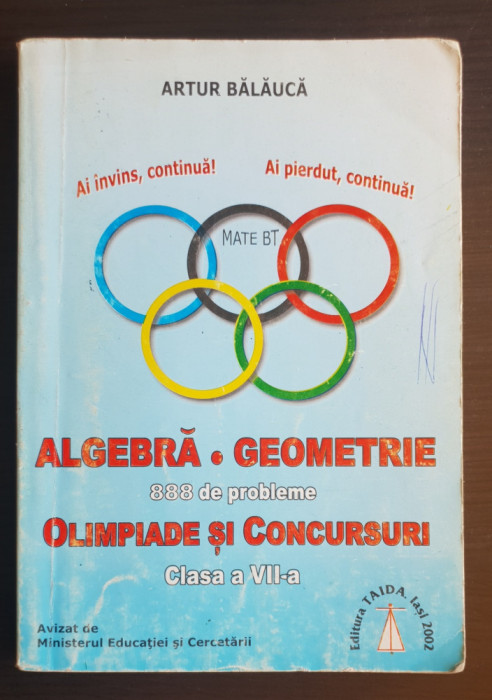 ARTUR BĂLĂUCĂ
Ai învins, continuă!
Ai pierdut, continuă!
MATE BT
ALGEBRĂ • GEOMETRIE
888 de probleme
OLIMPIADE ȘI CONCURSURI
Clasa a VII-a
Avizat de
Ministerul Educației și Cercetării
Editura TAIDA Iași 2002